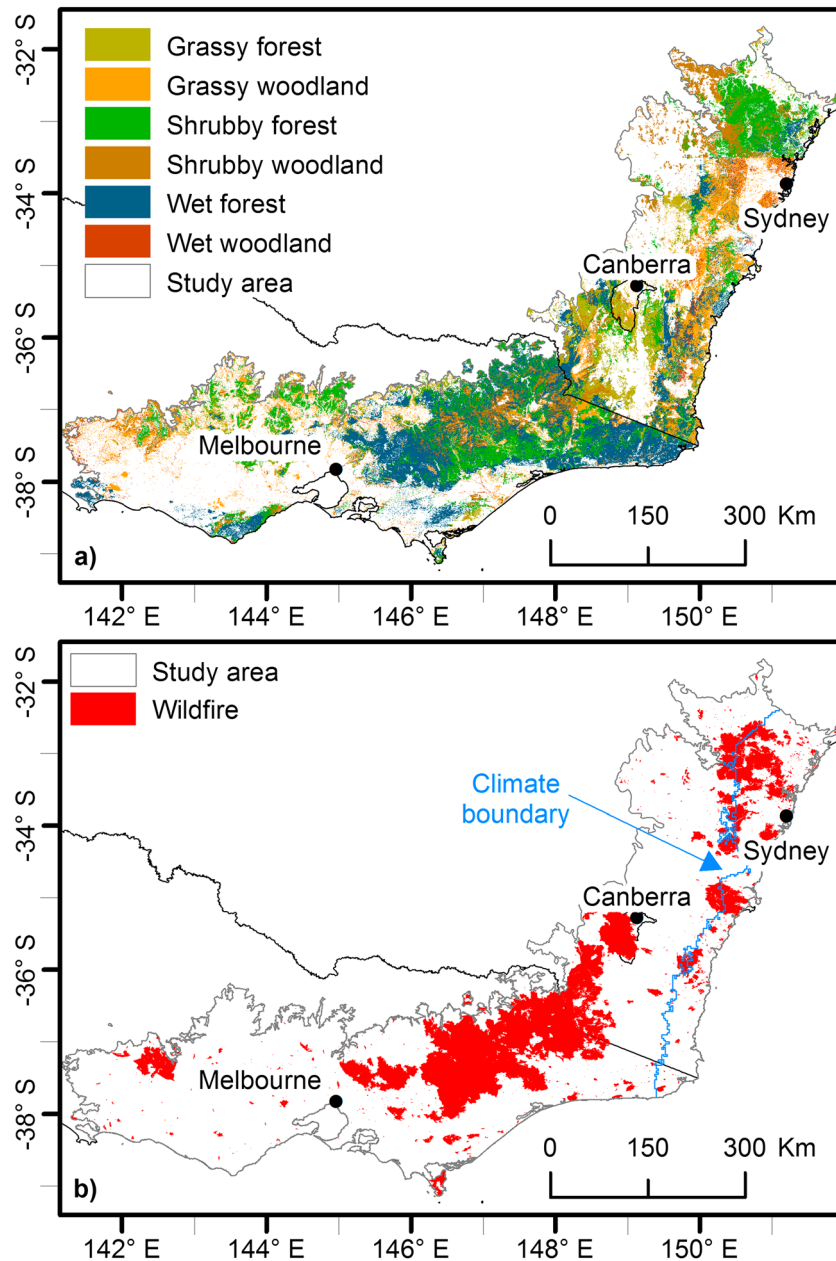 Grassy forest
Grassy woodland
Shrubby forest
Shrubby woodland
Wet forest
Wet woodland
Study area
-32° S
-34° S
-36° S
-38° S
Sydney
Canberra
Melbourne
0 150 300 Km
a)
142° E 144° E 146° E 148° E 150° E
Study area
Wildfire
-32° S
-34° S
-36° S
-38° S
Climate
boundary
Sydney
Canberra
Melbourne
0 150 300 Km
b)
142° E 144° E 146° E 148° E 150° E